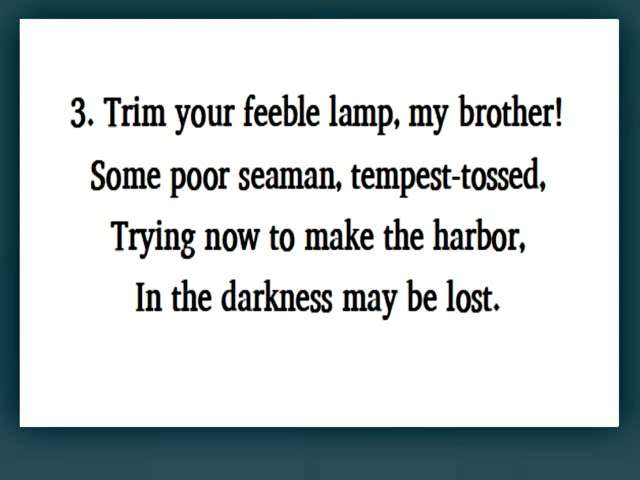 3. Trim your feeble lamp, my brother!
Some poor seaman, tempest-tossed,
Trying now to make the harbor,
In the darkness may be lost.